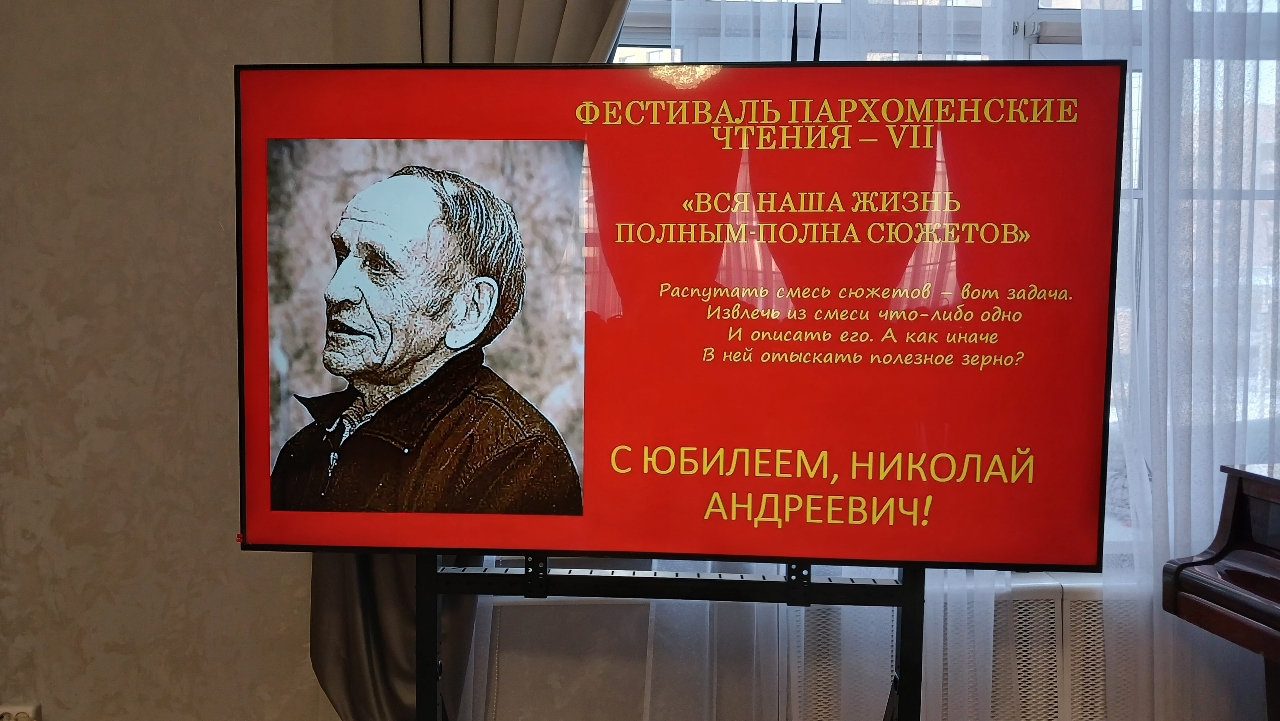 ФЕСТИВАЛЬ ПАРХОМЕНСКИЕ
ЧТЕНИЯ – VII
«ВСЯ НАША ЖИЗНЬ
ПОЛНЫМ-ПОЛНА СЮЖЕТОВ»
Распутать смесь сюжетов – вот задача.
Извлечь из смеси что-либо одно
И описать его. А как иначе
В ней отыскать полезное зерно?
С ЮБИЛЕЕМ, НИКОЛАЙ
АНДРЕЕВИЧ!